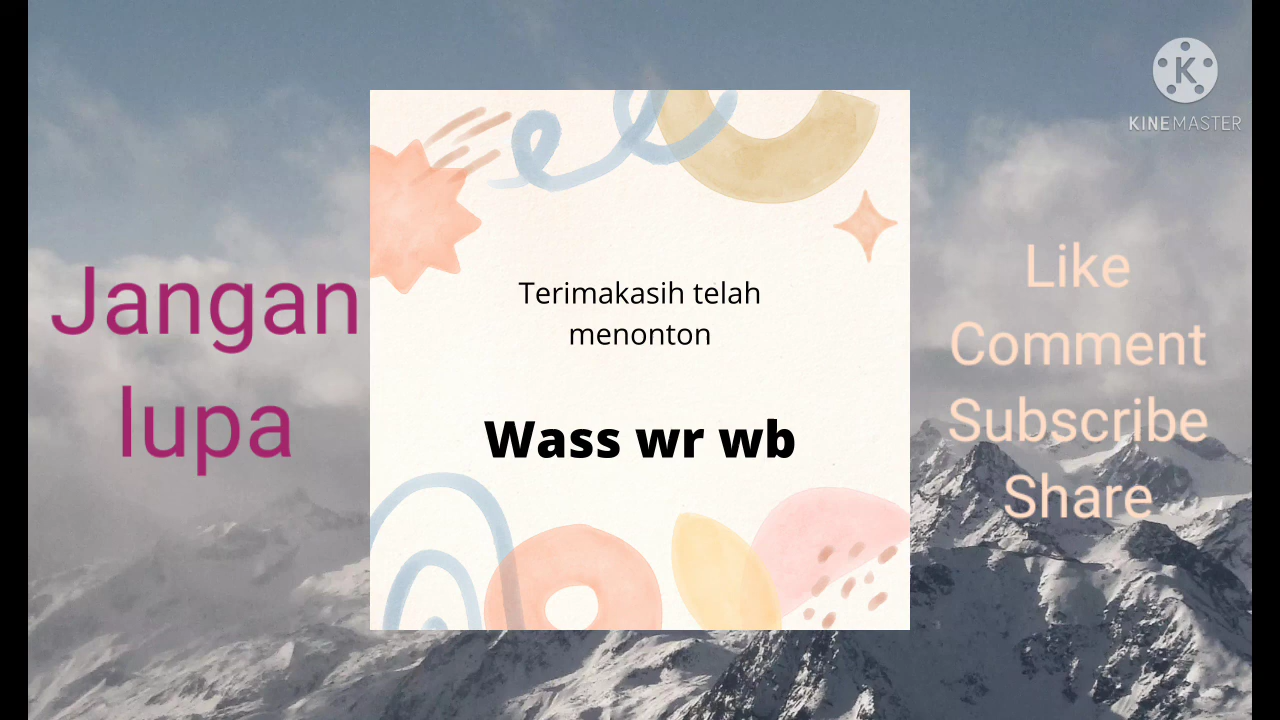 Jangan
lupa
Terimakasih telah
menonton
Wass wr wb
Like
Comment
Subscribe
Share
KINEMASTER